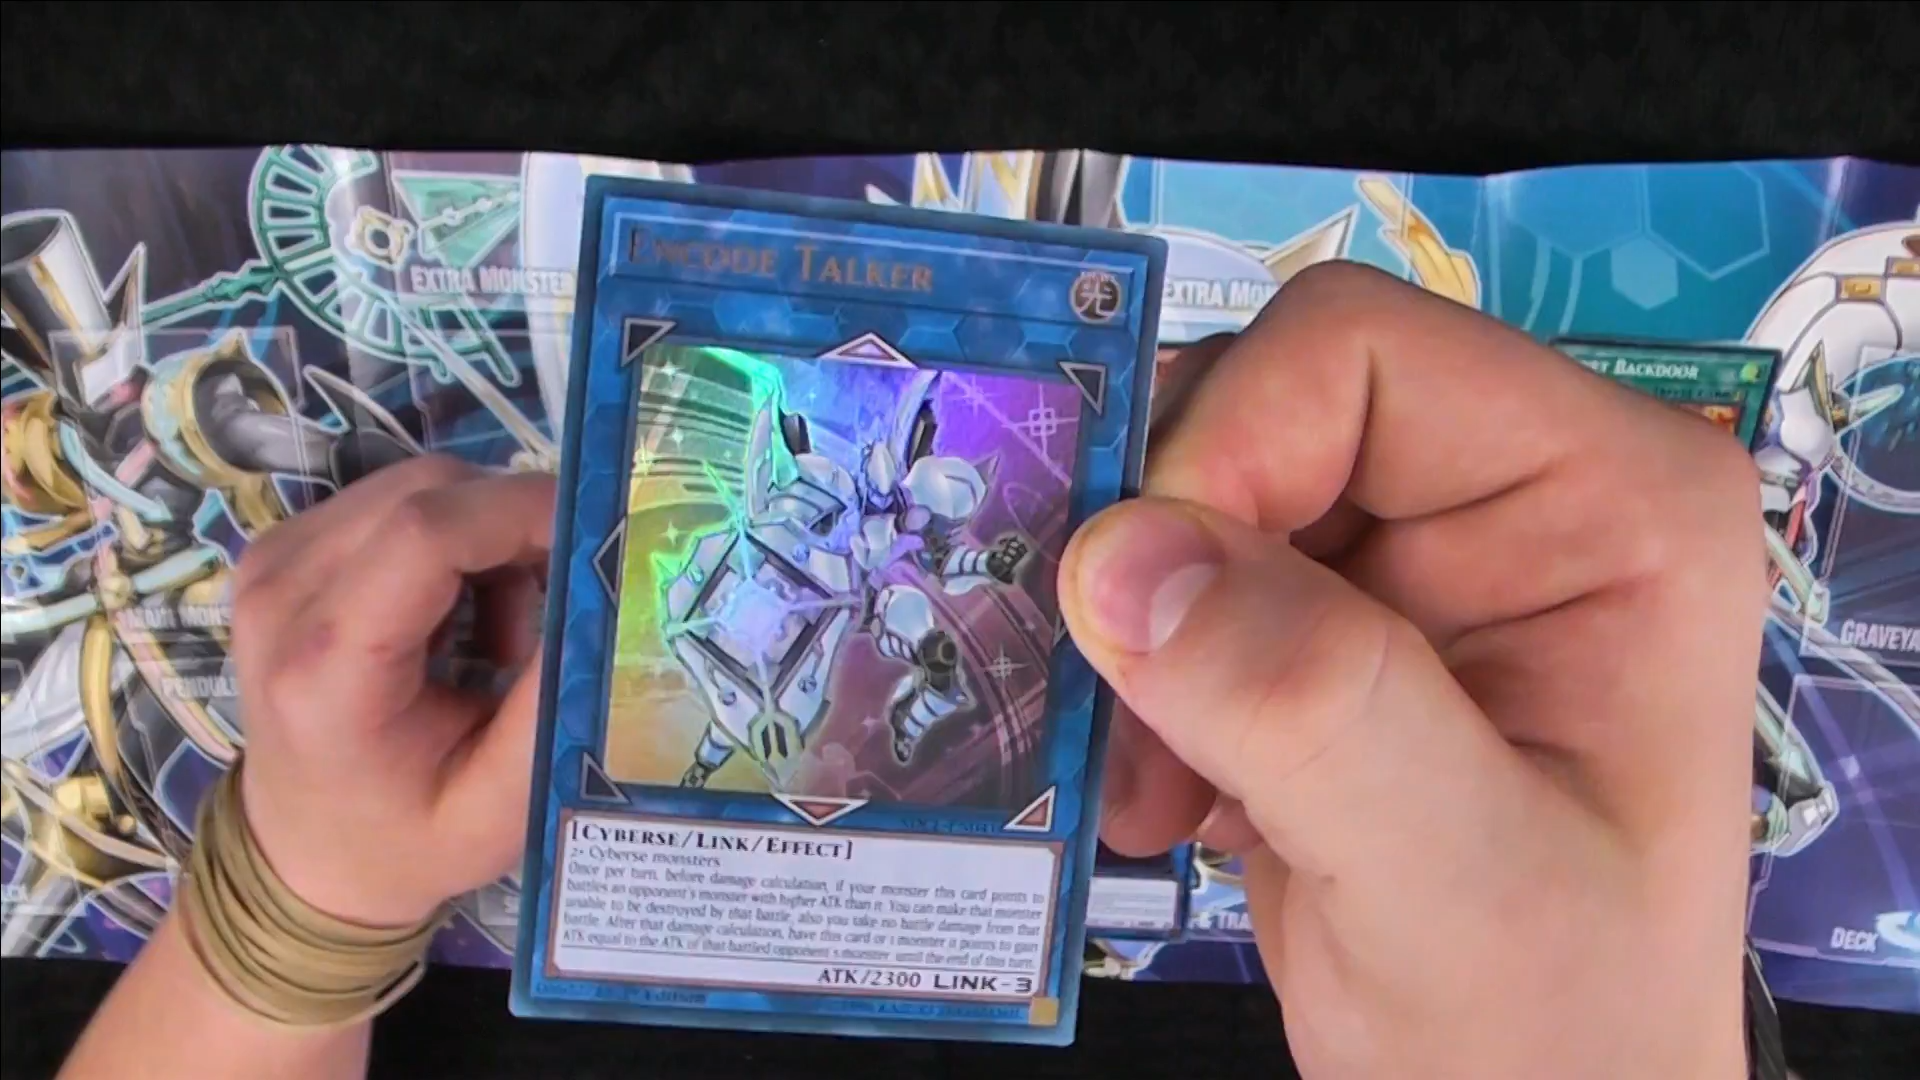 EXTRA MONSTER
ENCODE TALKER
光
EXTRA MON
ET BACKDOOR
MAIN MONS
PENDUL
GRAVEYA
[CYBERSE/LINK/EFFECT]
2+ Cyberse monsters
Once per turn, before damage calculation, if your monster this card points to
battles an opponent's monster with higher ATK than it: You can make that monster
unable to be destroyed by that battle, also you take no battle damage from that
battle. After that damage calculation, have this card or 1 monster it points to gain
ATK equal to the ATK of that battled opponent's monster, until the end of this turn.
ATK/2300 LINK-3
Edition
DECK